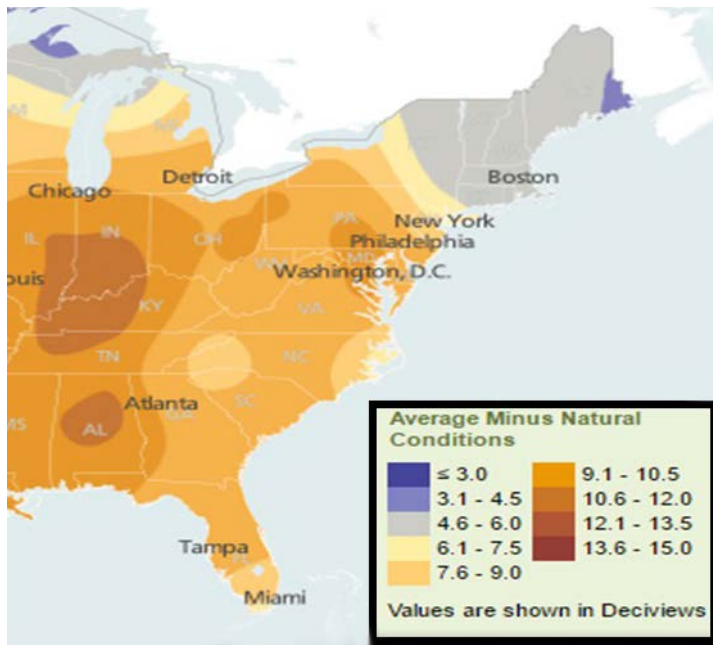 Chicago
Detroit
Boston
IL
IN
OH
PA
New York
Philadelphia
MD
Washington, D.C.
ouis
KY
VA
TN
NC
Atlanta
SC
MS
AL
Tampa
Miami
Average Minus Natural
Conditions
≤ 3.0
3.1 - 4.5
4.6 - 6.0
6.1 - 7.5
7.6 - 9.0
9.1 - 10.5
10.6 - 12.0
12.1 - 13.5
13.6 - 15.0
Values are shown in Deciviews